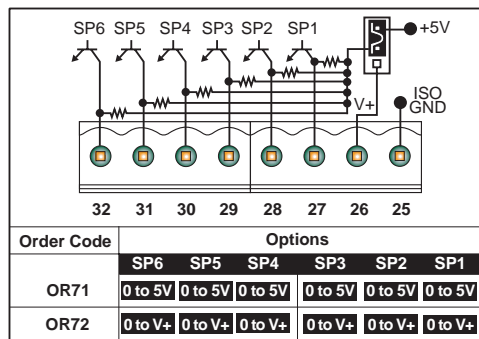 SP6 SP5 SP4 SP3 SP2 SP1
+5V
V+
ISO
GND
32 31 30 29 28 27 26 25
Order Code Options
SP6 SP5 SP4 SP3 SP2 SP1
OR71 0 to 5V 0 to 5V 0 to 5V 0 to 5V 0 to 5V 0 to 5V
OR72 0 to V+ 0 to V+ 0 to V+ 0 to V+ 0 to V+ 0 to V+